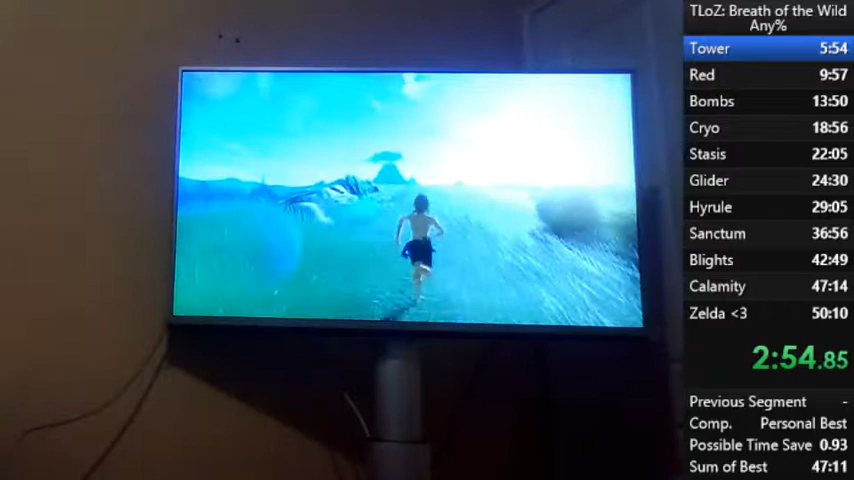 TLoZ: Breath of the Wild
Any%
Tower 5:54
Red 9:57
Bombs 13:50
Cryo 18:56
Stasis 22:05
Glider 24:30
Hyrule 29:05
Sanctum 36:56
Blights 42:49
Calamity 47:14
Zelda <3 50:10
2:54.85
Previous Segment -
Comp. Personal Best
Possible Time Save 0.93
Sum of Best 47:11